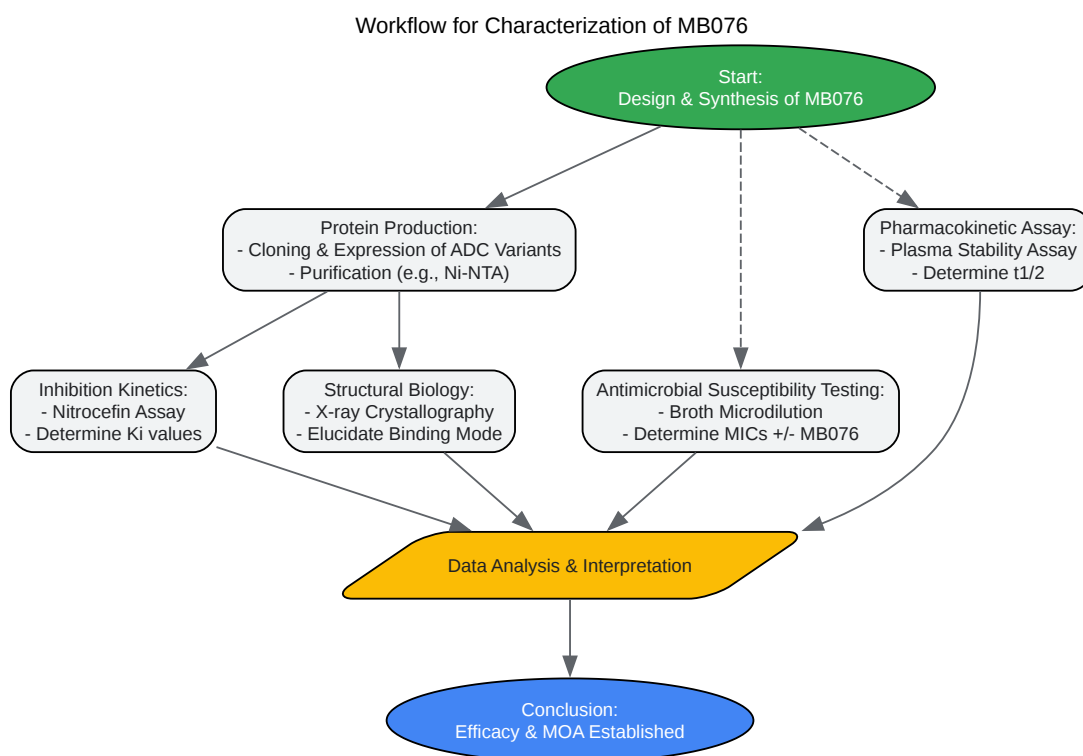 Workflow for Characterization of MB076
Start:
Design & Synthesis of MB076
Protein Production:
- Cloning & Expression of ADC Variants
- Purification (e.g., Ni-NTA)
Pharmacokinetic Assay:
- Plasma Stability Assay
- Determine t1/2
Inhibition Kinetics:
- Nitrocefin Assay
- Determine Ki values
Structural Biology:
- X-ray Crystallography
- Elucidate Binding Mode
Antimicrobial Susceptibility Testing:
- Broth Microdilution
- Determine MICs +/- MB076
Data Analysis & Interpretation
Conclusion:
Efficacy & MOA Established